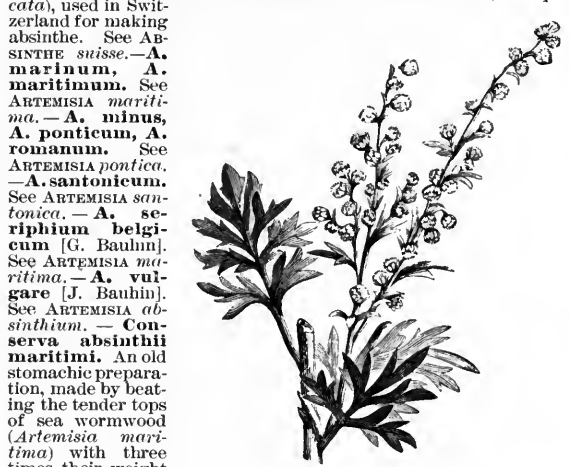 cata), used in Swit-
zerland for making
absinthe. See AB-
SINTHE suisse.—A.
marinum, A.
maritimum. See
ARTEMISIA mariti-
ma.—A. minus,
A. ponticum, A.
romanum. See
ARTEMISIA pontica.
—A. santonicum.
See ARTEMISIA san-
tonica. — A. se-
riphium belgi-
cum [G. Bauhin].
See ARTEMISIA ma-
ritima.—A. vul-
gare [J. Bauhin].
See ARTEMISIA ab-
sinthium. — Con-
serva absinthii
maritimi. An old
stomachic prepara-
tion, made by beat-
ing the tender tops
of sea wormwood
(Artemisia mari-
tima) with three
times their weight